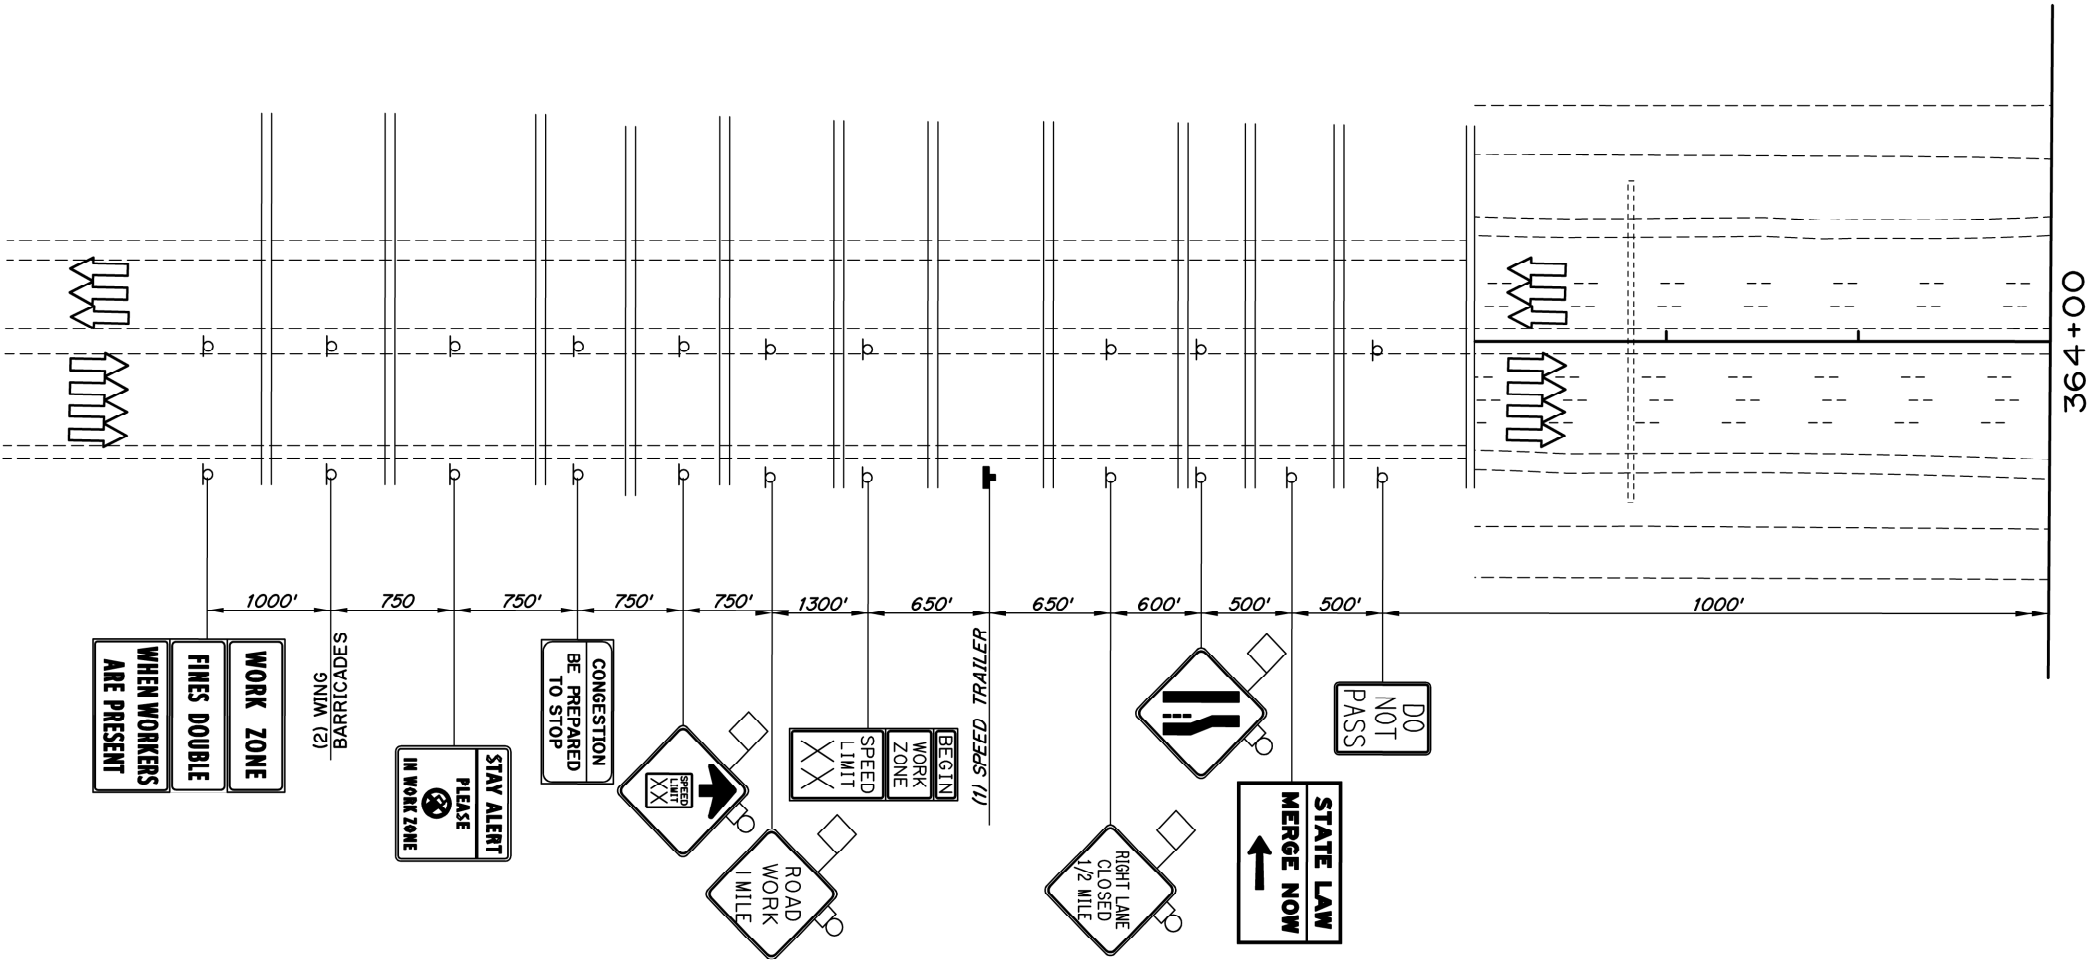 364+00
1000'
750
750'
750'
750'
1300'
650'
650'
600'
500'
500'
1000'
WORK ZONE
FINES DOUBLE
WHEN WORKERS
ARE PRESENT
(2) WING
BARRICADES
STAY ALERT
PLEASE
IN WORK ZONE
CONGESTION
BE PREPARED
TO STOP
SPEED
LIMIT
XX
ROAD
WORK
1 MILE
BEGIN
WORK
ZONE
SPEED
LIMIT
XX
(1) SPEED TRAILER
RIGHT LANE
CLOSED
1/2 MILE
STATE LAW
MERGE NOW
DO
NOT
PASS